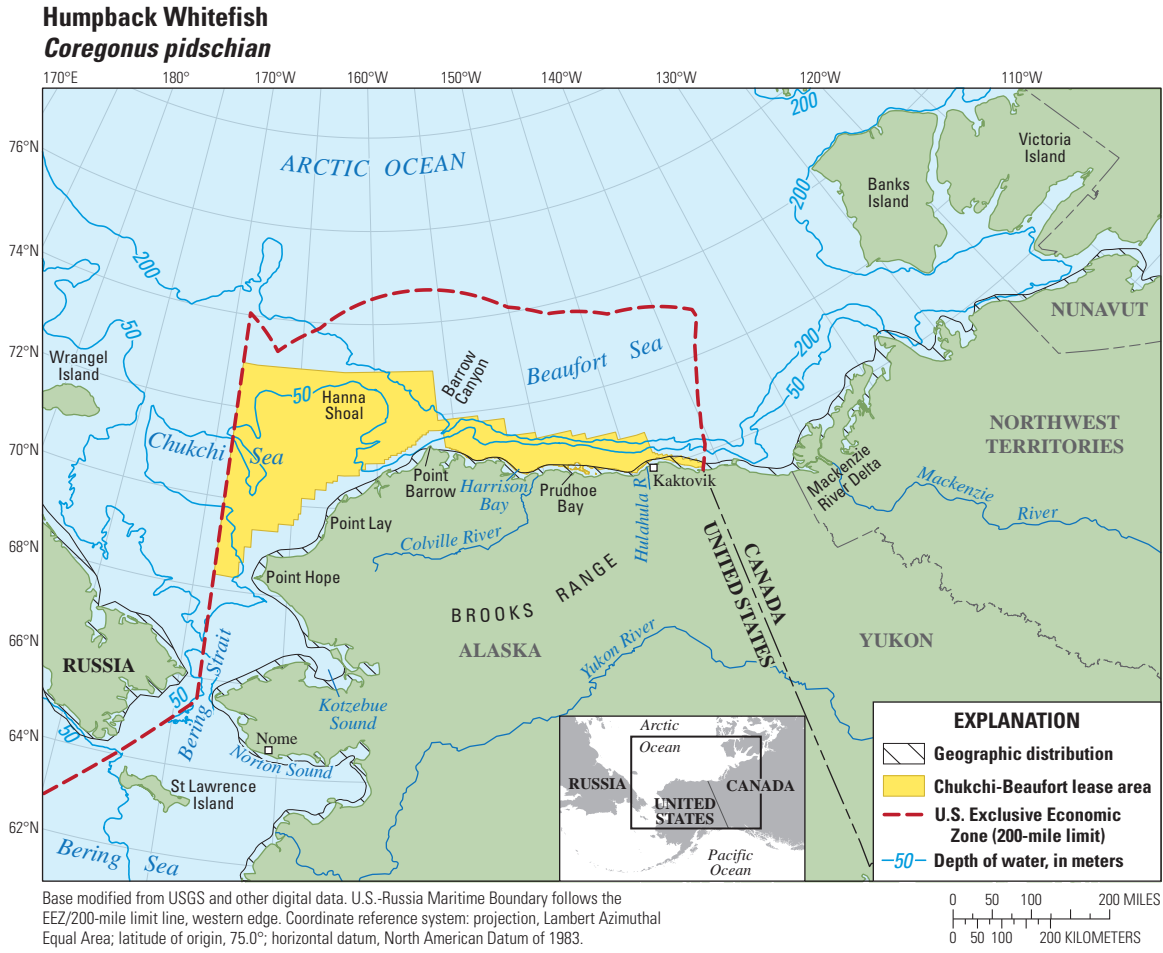 Humpback Whitefish
Coregonus pidschian
170°E
180°
170°W
160°W
150°W
140°W
130°W
120°W
110°W
76°N
74°N
72°N
70°N
68°N
66°N
64°N
62°N
200
Victoria
Island
ARCTIC OCEAN
Banks
Island
200
200
NUNAVUT
50
Wrangel
Island
Beaufort Sea
200
Barrow
Canyon
50
Hanna
Shoal
50
NORTHWEST
TERRITORIES
Chukchi Sea
Point
Barrow
Harrison
Bay
Prudhoe
Bay
Hulahula R.
Kaktovik
Mackenzie
River Delta
Mackenzie
River
Point Lay
Colville River
Point Hope
CANADA
UNITED STATES
BROOKS RANGE
ALASKA
YUKON
Yukon River
RUSSIA
Bering Strait
50
50
Kotzebue
Sound
Nome
Norton Sound
St Lawrence
Island
Bering Sea
Arctic
Ocean
RUSSIA
CANADA
UNITED
STATES
Pacific
Ocean
EXPLANATION
Geographic distribution
Chukchi-Beaufort lease area
U.S. Exclusive Economic
Zone (200-mile limit)
50
Depth of water, in meters
Base modified from USGS and other digital data. U.S.-Russia Maritime Boundary follows the
EEZ/200-mile limit line, western edge. Coordinate reference system: projection, Lambert Azimuthal
Equal Area; latitude of origin, 75.0°; horizontal datum, North American Datum of 1983.
0 50 100 200 MILES
0 50 100 200 KILOMETERS